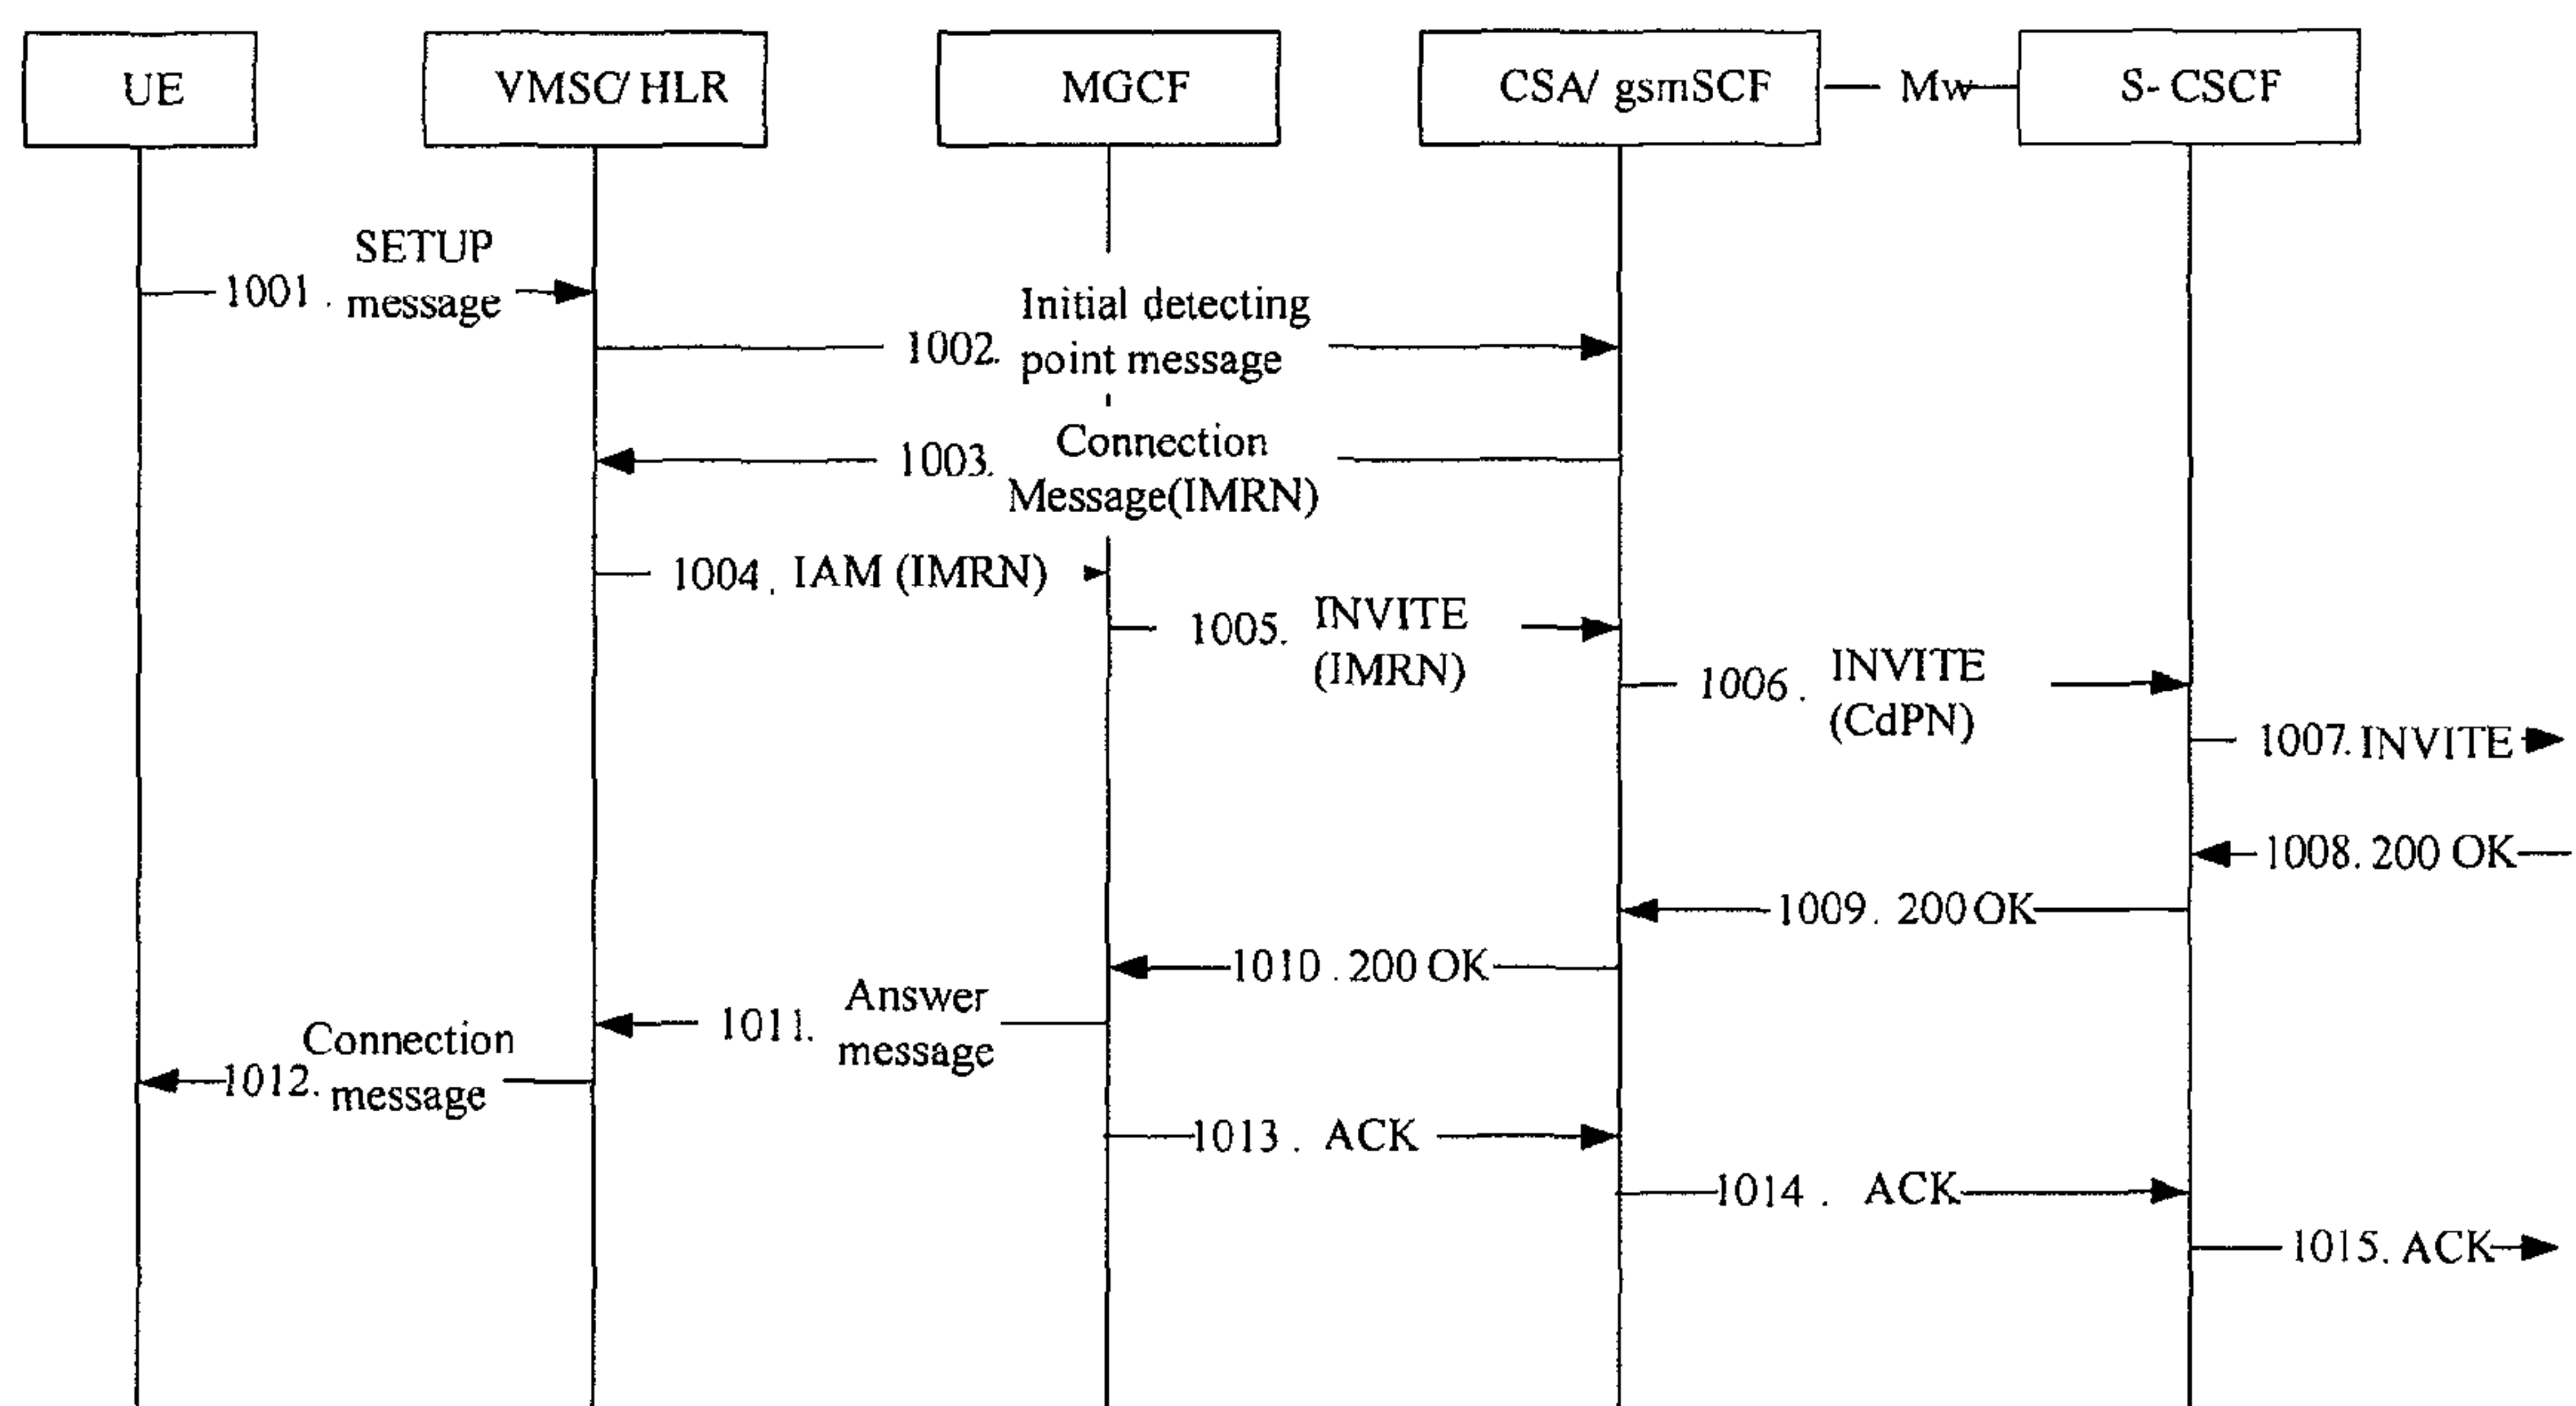 UE
VMSC/ HLR
MGCF
CSA/ gsmSCF
Mw
S- CSCF
SETUP
1001. message
Initial detecting
1002. point message
Connection
1003.
Message(IMRN)
1004. IAM (IMRN)
1005. INVITE
(IMRN)
1006. INVITE
(CdPN)
1007. INVITE
1008. 200 OK
1009. 200 OK
1010. 200 OK
Answer
1011.
message
Connection
1012. message
1013. ACK
1014. ACK
1015. ACK